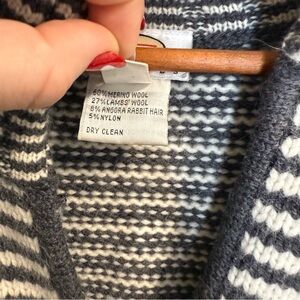 60% MERINO WOOL
27% LAMBS' WOOL
8% ANGORA RABBIT HAIR
5% NYLON
DRY CLEAN